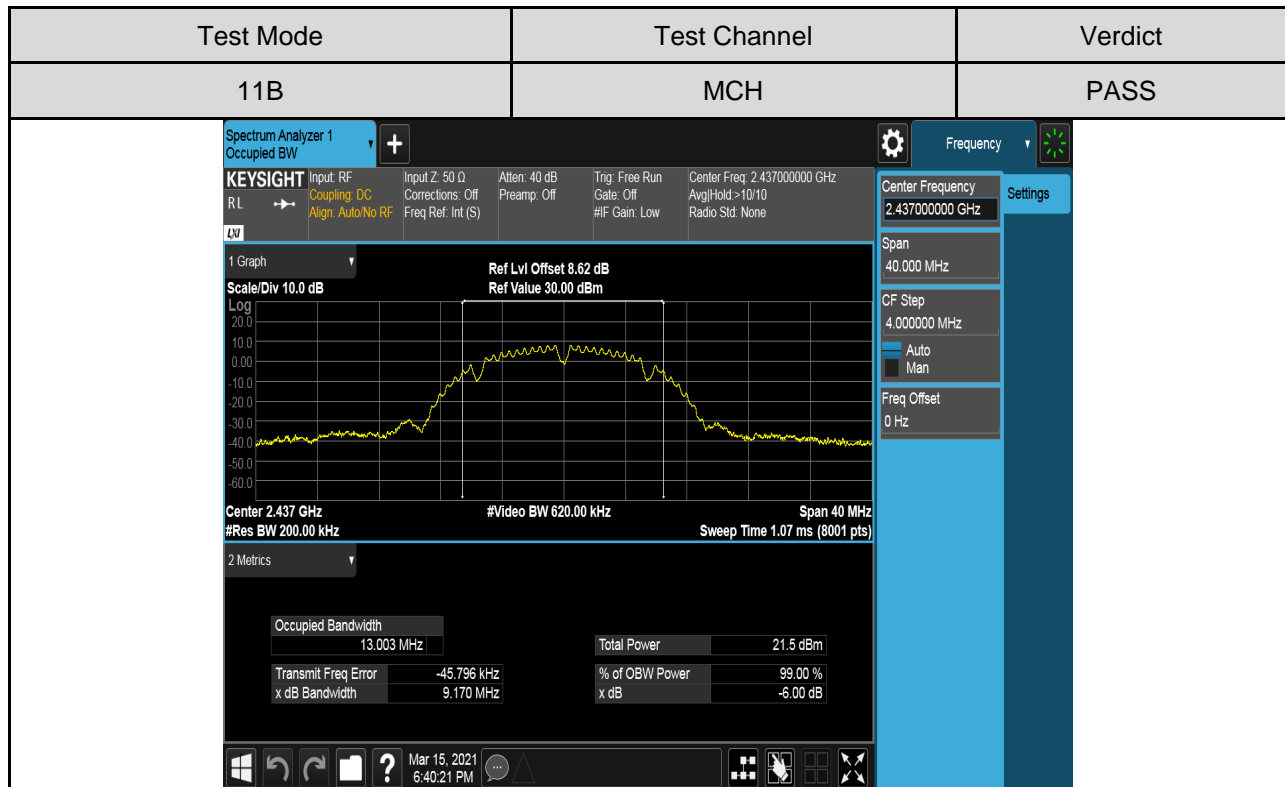 Test Mode Test Channel Verdict
11B MCH PASS
Spectrum Analyzer 1
Occupied BW
+
Frequency
KEYSIGHT Input: RF Input Z: 50 Ω Atten: 40 dB Trig: Free Run Center Freq: 2.437000000 GHz
RL Coupling: DC Corrections: Off Preamp: Off Gate: Off Avg|Hold:>10/10
Align: Auto/No RF Freq Ref: Int (S) #IF Gain: Low Radio Std: None
LXI
Center Frequency
2.437000000 GHz
Settings
Span
40.000 MHz
CF Step
4.000000 MHz
Auto
Man
Freq Offset
0 Hz
1 Graph
Ref Lvl Offset 8.62 dB
Scale/Div 10.0 dB Ref Value 30.00 dBm
Log
20.0
10.0
0.00
-10.0
-20.0
-30.0
-40.0
-50.0
-60.0
Center 2.437 GHz #Video BW 620.00 kHz Span 40 MHz
#Res BW 200.00 kHz Sweep Time 1.07 ms (8001 pts)
2 Metrics
Occupied Bandwidth
13.003 MHz Total Power 21.5 dBm
Transmit Freq Error -45.796 kHz % of OBW Power 99.00 %
x dB Bandwidth 9.170 MHz x dB -6.00 dB
? Mar 15, 2021
6:40:21 PM